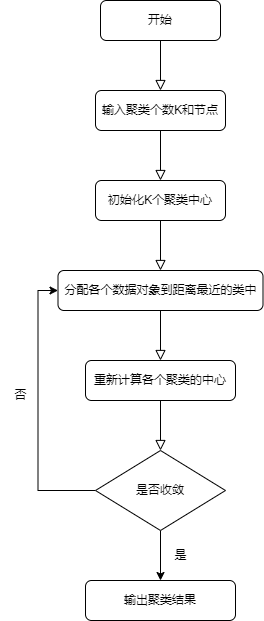 开始
输入聚类个数K和节点
初始化K个聚类中心
分配各个数据对象到距离最近的类中
重新计算各个聚类的中心
否
是否收敛
是
输出聚类结果